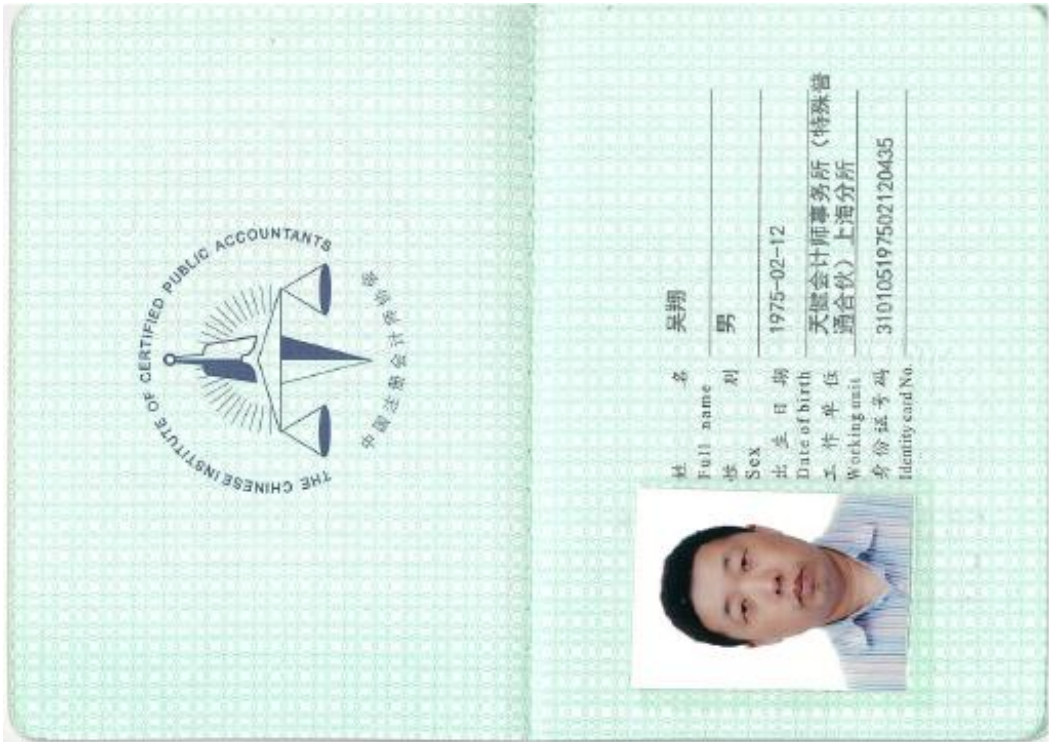 THE CHINESE INSTITUTE OF CERTIFIED PUBLIC ACCOUNTANTS
中国注册会计师协会
姓 名 吴翔
Full name
性 别 男
Sex
出 生 日 期 1975-02-12
Date of birth
工 作 单 位 天健会计师事务所（特殊普
通合伙）上海分所
Working unit
身份证号码 310105197502120435
Identity card No.